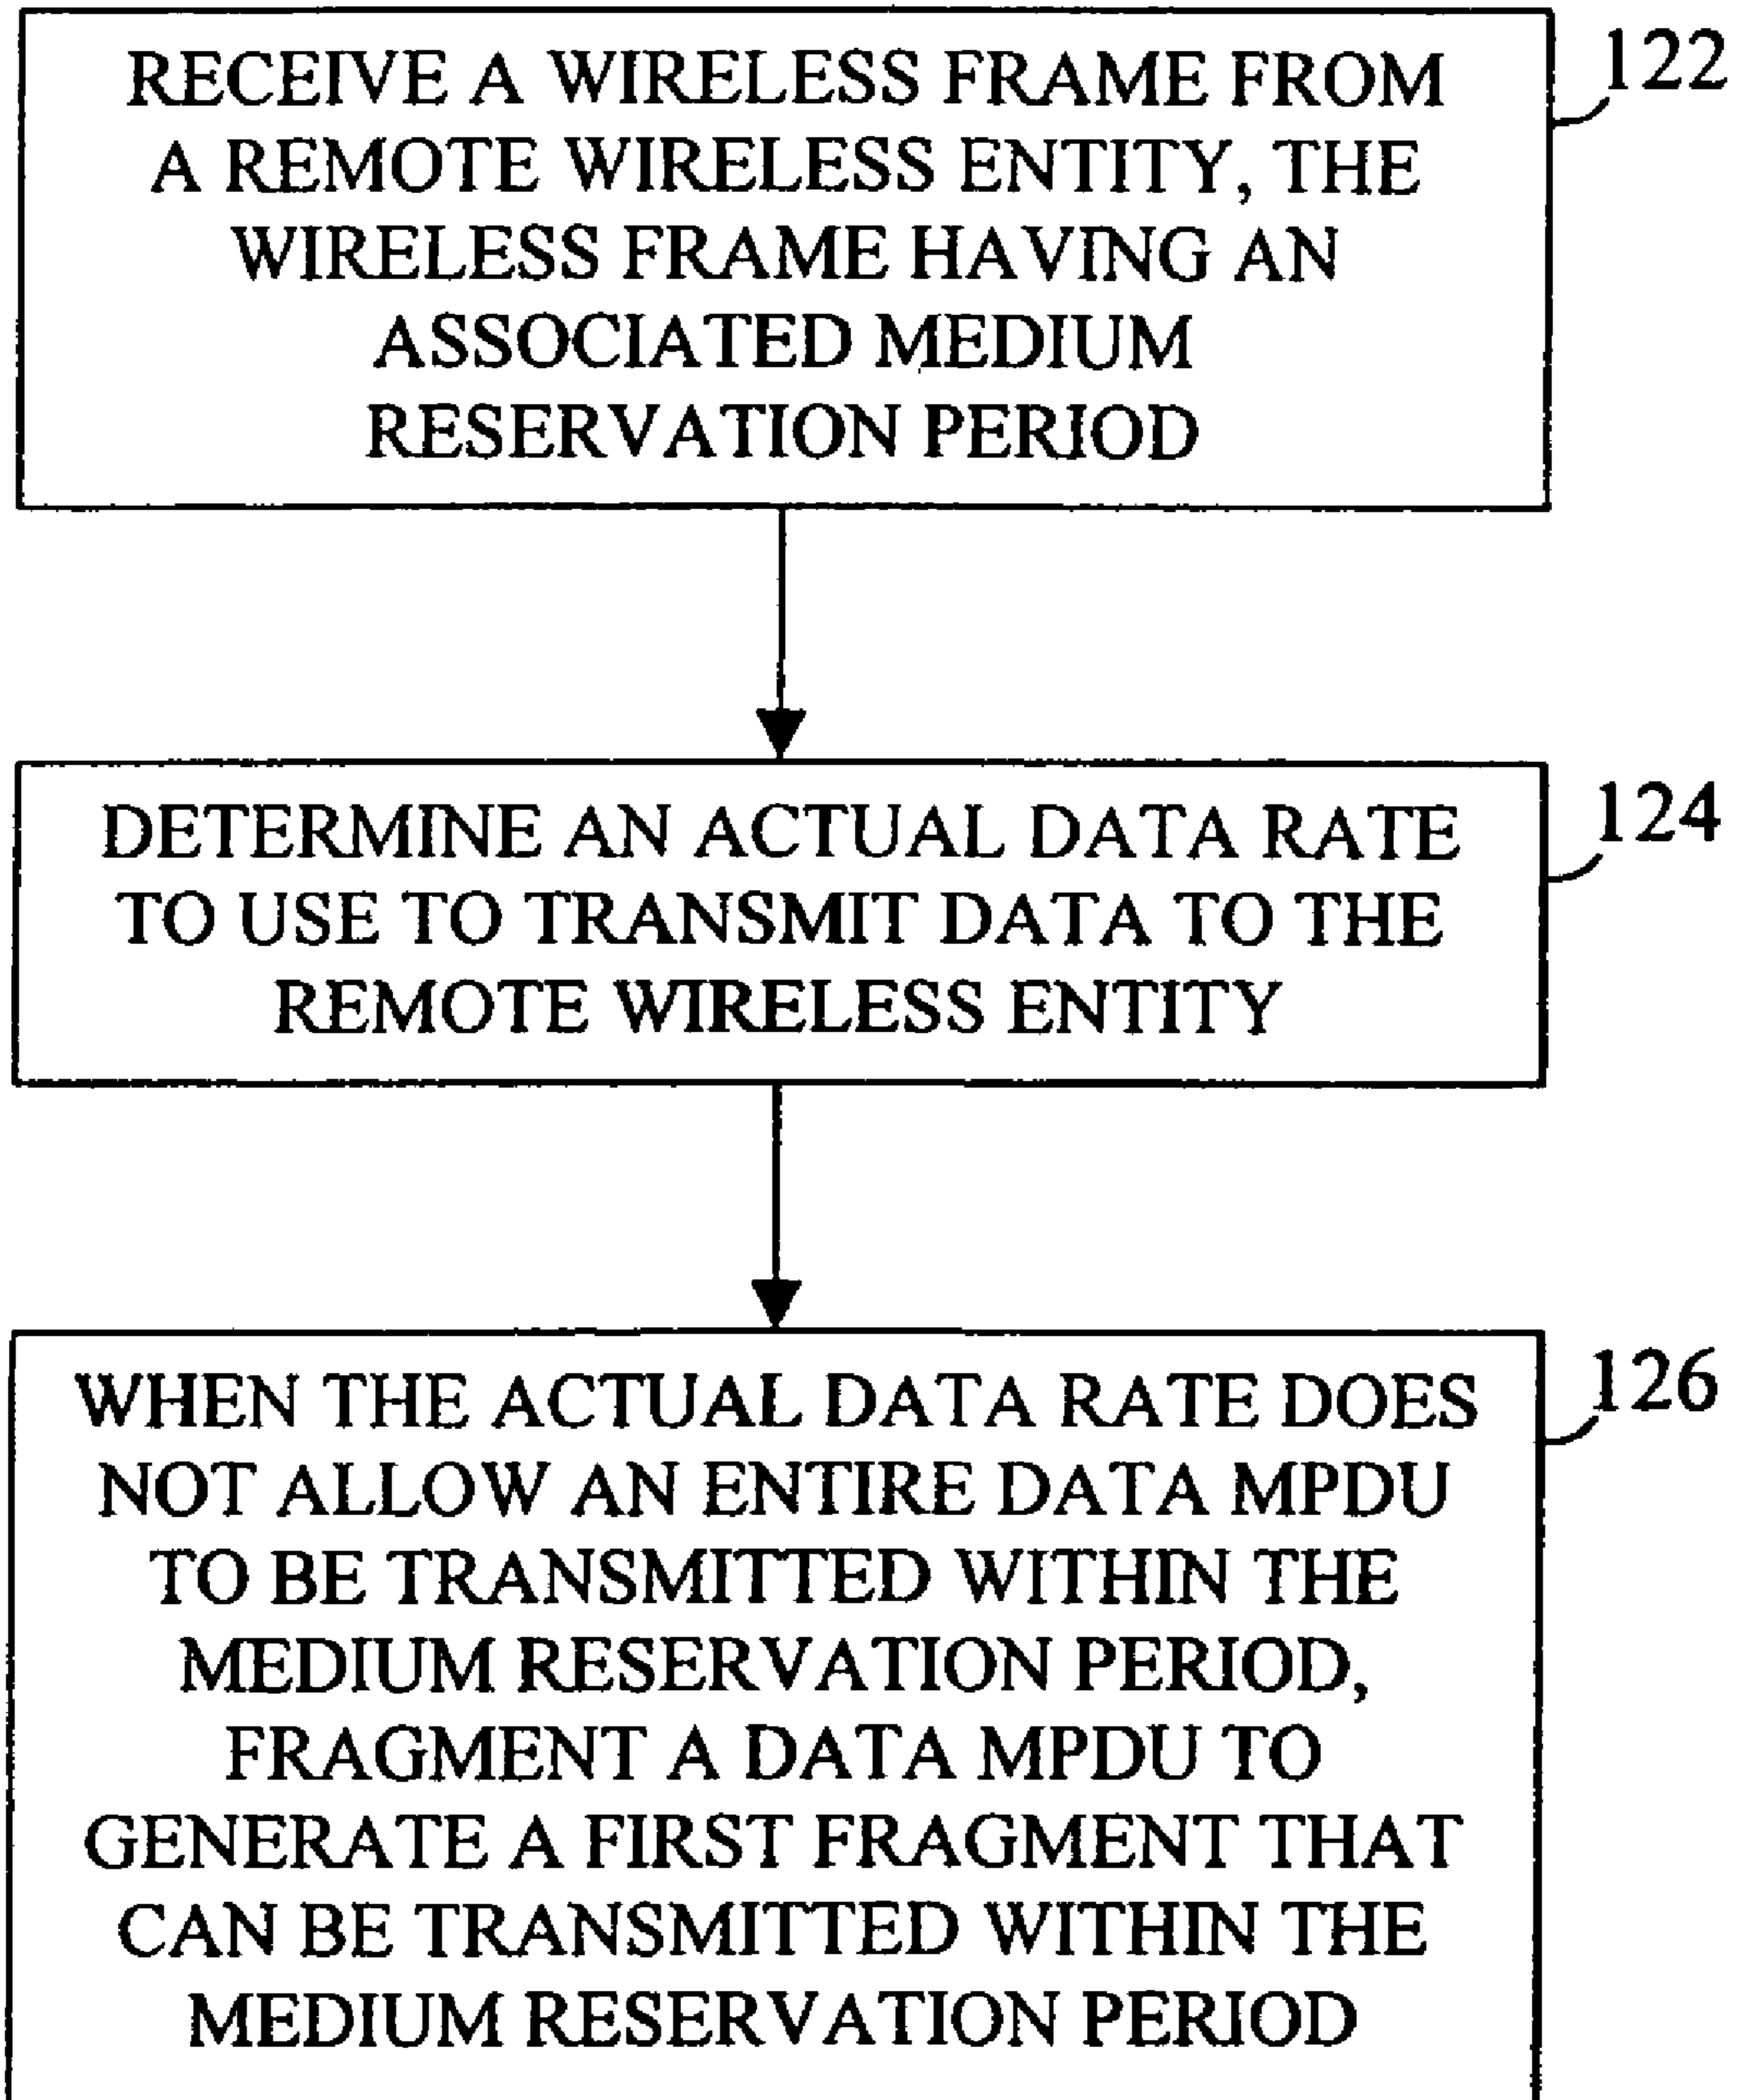 RECEIVE A WIRELESS FRAME FROM
A REMOTE WIRELESS ENTITY, THE
WIRELESS FRAME HAVING AN
ASSOCIATED MEDIUM
RESERVATION PERIOD
122
DETERMINE AN ACTUAL DATA RATE
TO USE TO TRANSMIT DATA TO THE
REMOTE WIRELESS ENTITY
124
WHEN THE ACTUAL DATA RATE DOES
NOT ALLOW AN ENTIRE DATA MPDU
TO BE TRANSMITTED WITHIN THE
MEDIUM RESERVATION PERIOD,
FRAGMENT A DATA MPDU TO
GENERATE A FIRST FRAGMENT THAT
CAN BE TRANSMITTED WITHIN THE
MEDIUM RESERVATION PERIOD
126